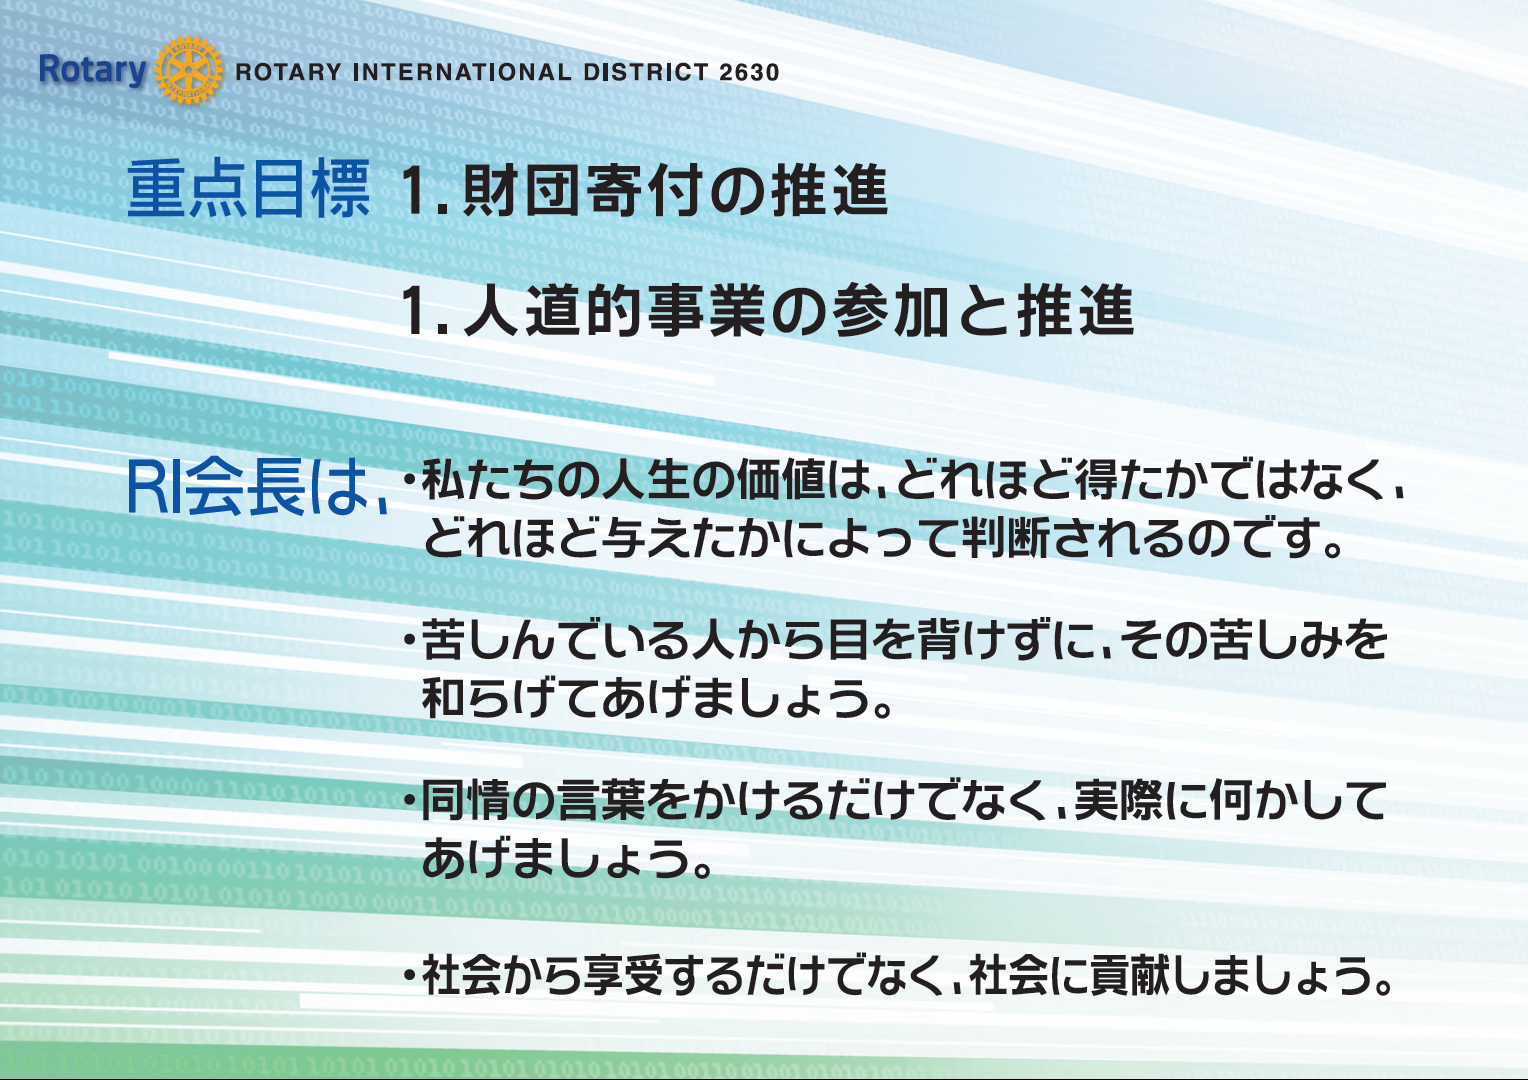 Rotary ROTARY INTERNATIONAL DISTRICT 2630
重点目標 1.財団寄付の推進
1.人道的事業の参加と推進
RI会長は、・私たちの人生の価値は、どれほど得たかではなく、
どれほど与えたかによって判断されるのです。
・苦しんでいる人から目を背けずに、その苦しみを
和らげてあげましょう。
・同情の言葉をかけるだけでなく、実際に何かして
あげましょう。
・社会から享受するだけでなく、社会に貢献しましょう。